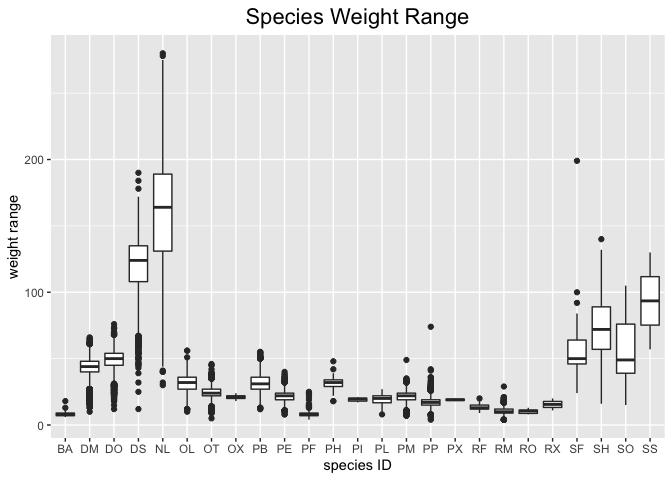 Species Weight Range
weight range
200
100
0
BA DM DO DS NL OL OT OX PB PE PF PH PI PL PM PP PX RF RM RO RX SF SH SO SS
species ID